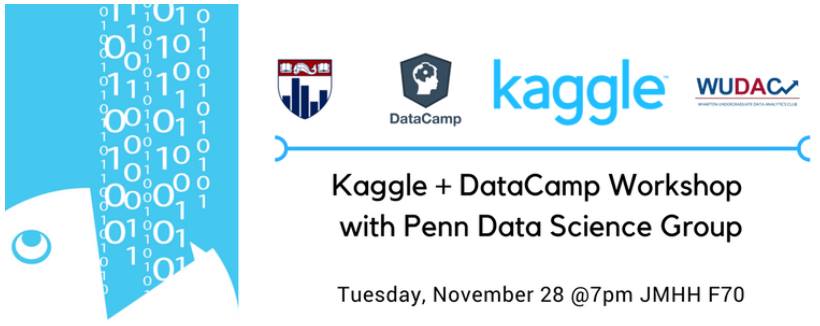 DataCamp
kaggle
WUDAC
WHARTON UNDERGRADUATE DATA ANALYTICS CLUB
Kaggle + DataCamp Workshop
with Penn Data Science Group
Tuesday, November 28 @7pm JMHH F70